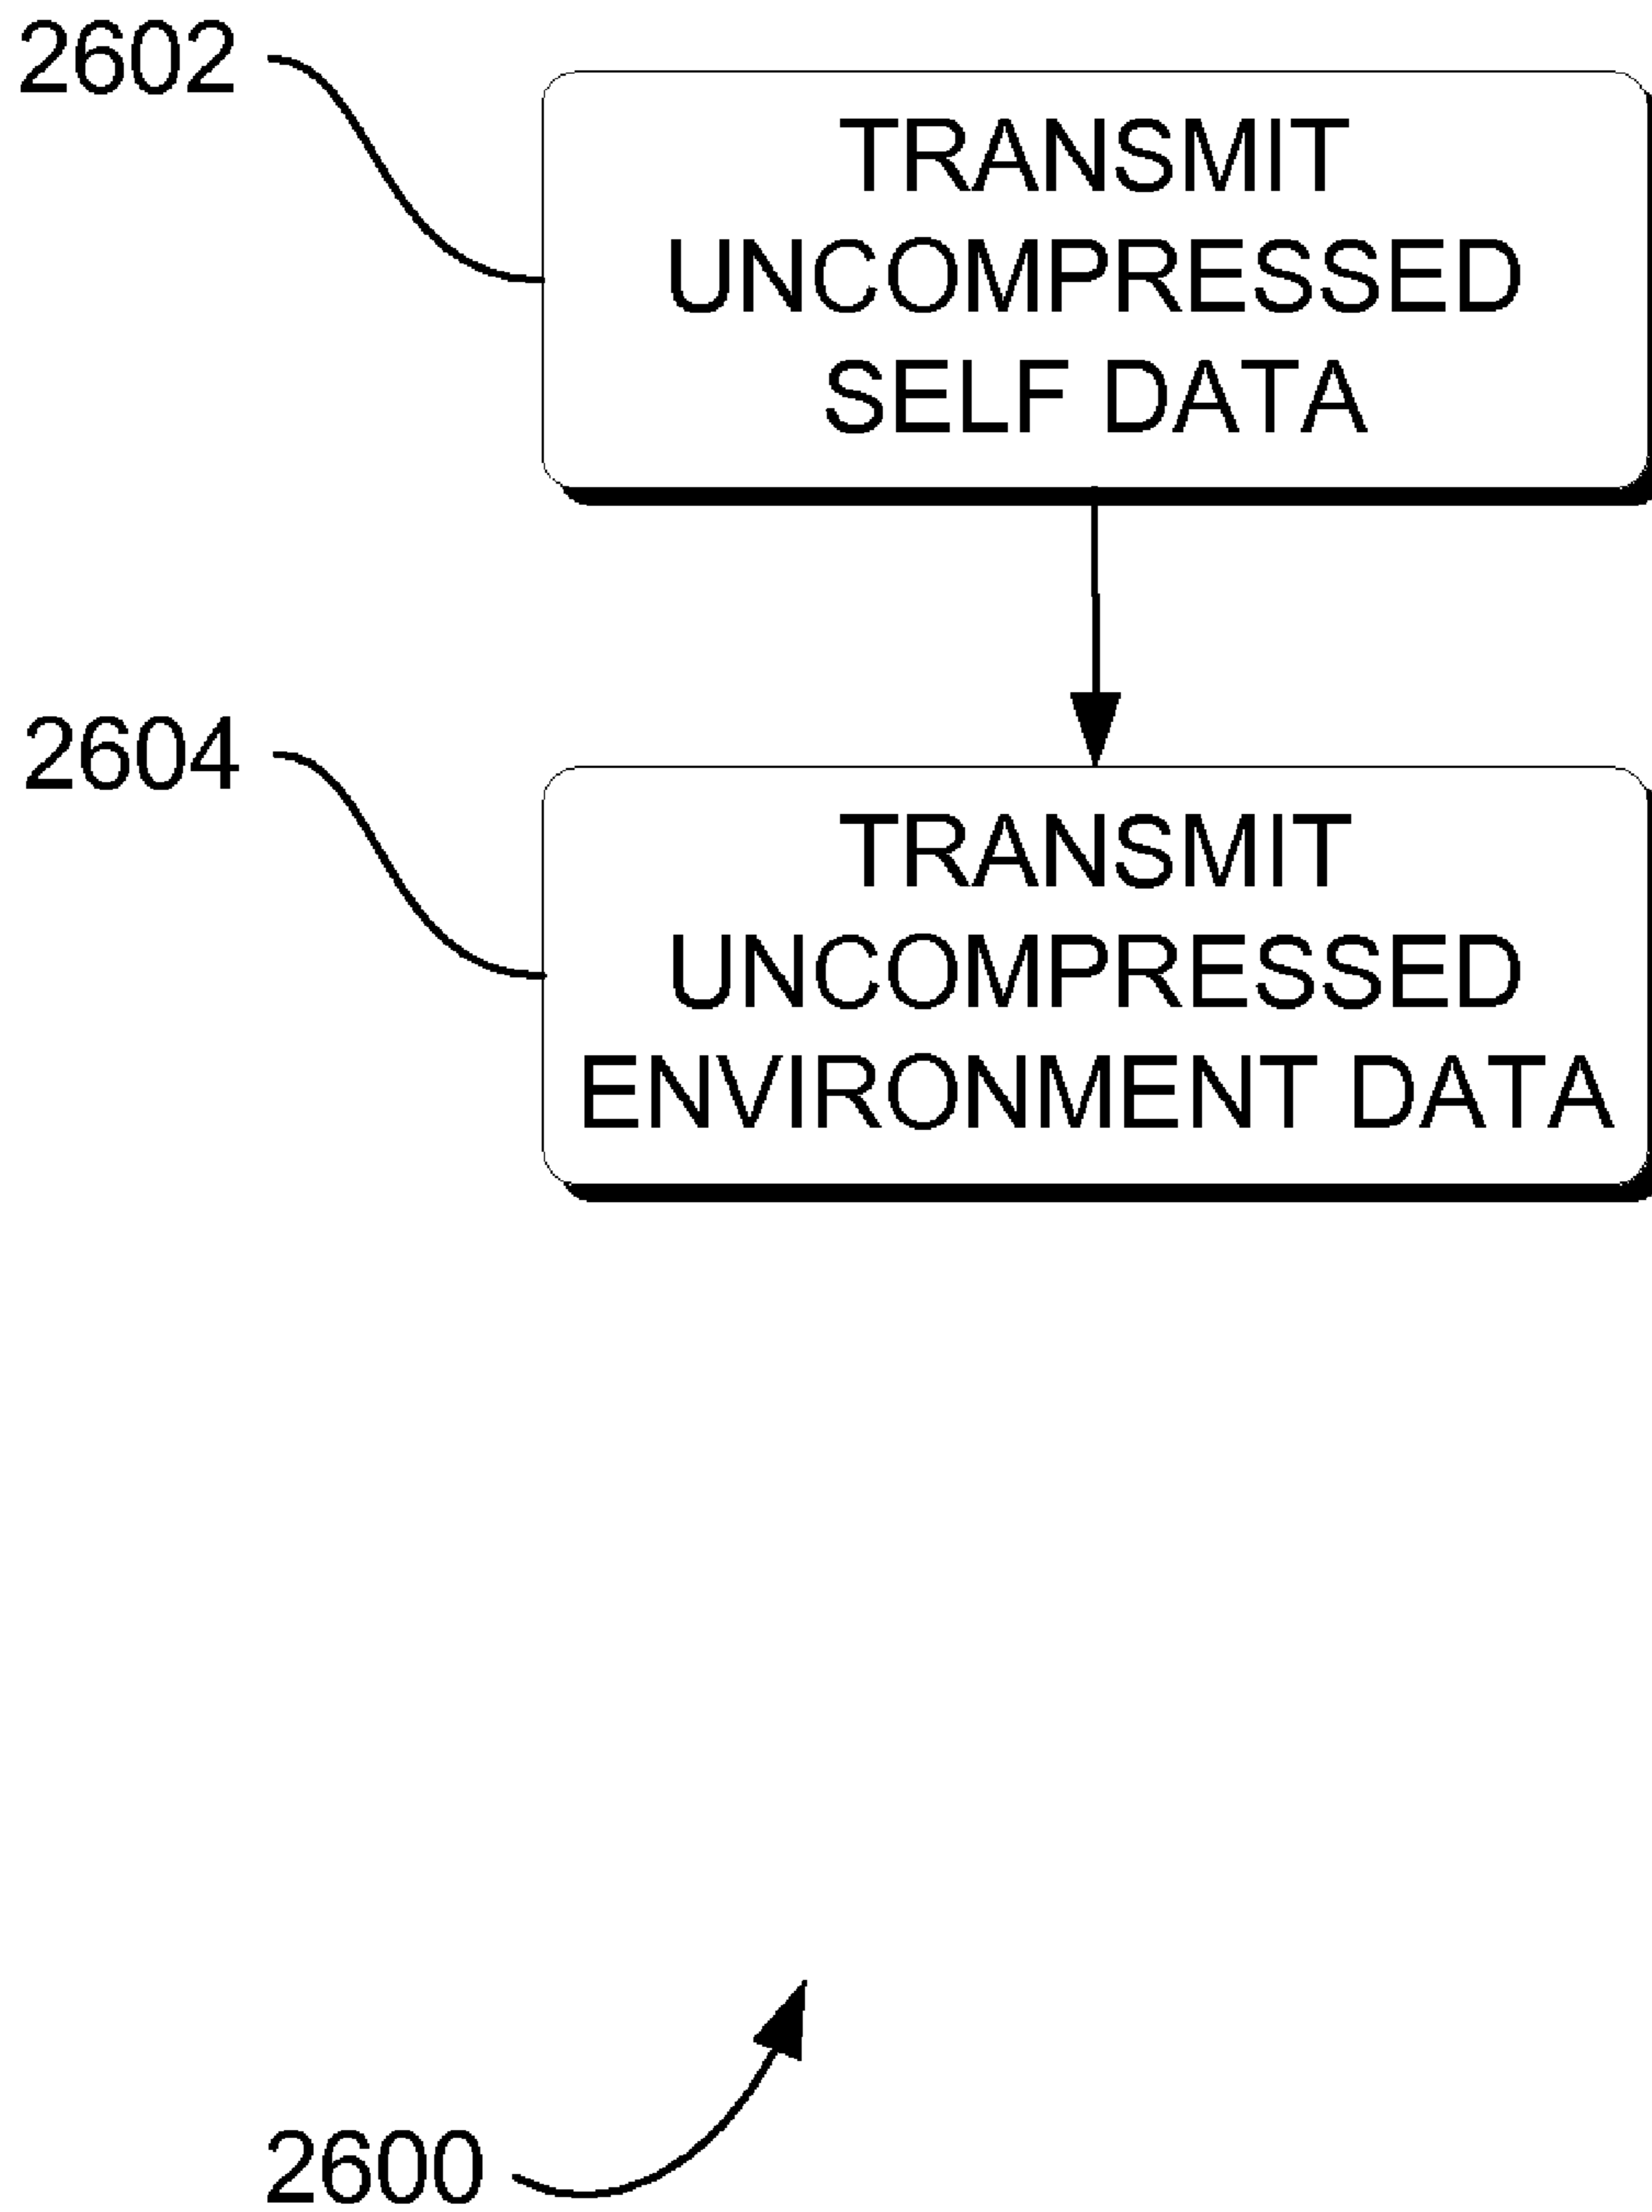 2602
TRANSMIT
UNCOMPRESSED
SELF DATA
2604
TRANSMIT
UNCOMPRESSED
ENVIRONMENT DATA
2600